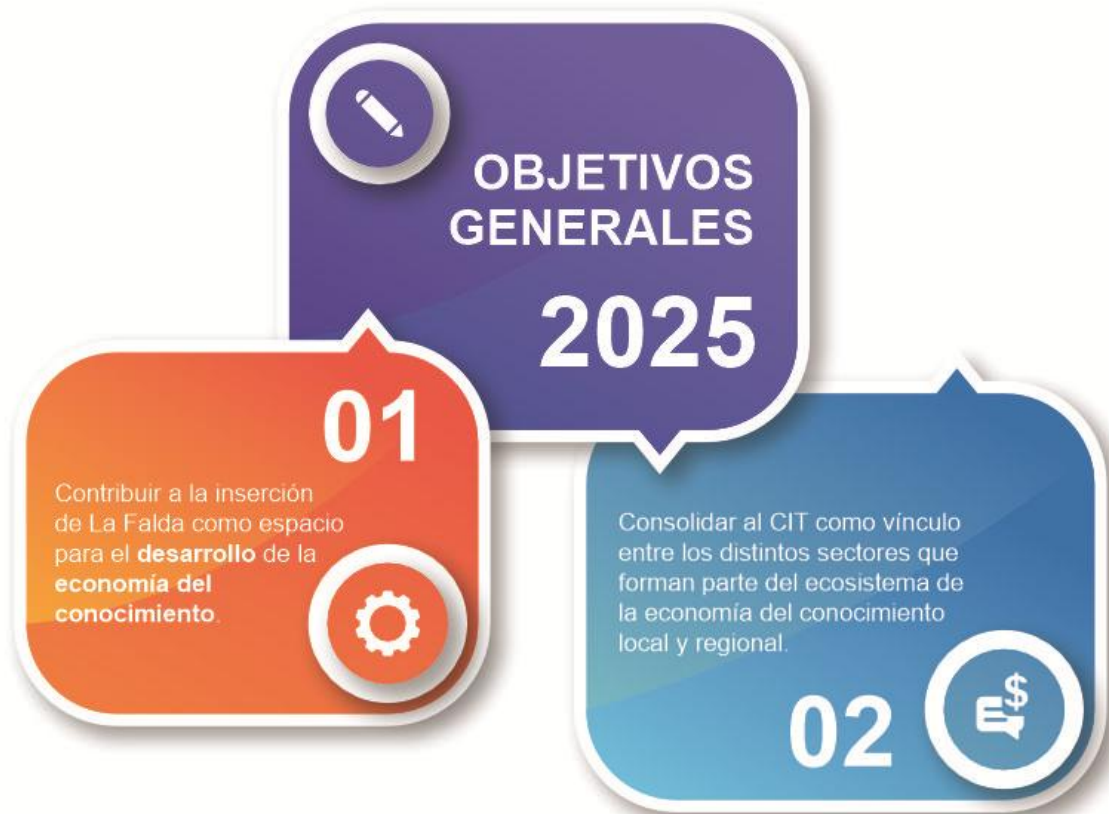 OBJETIVOS
GENERALES
2025
01
Contribuir a la inserción
de La Falda como espacio
para el desarrollo de la
economía del
conocimiento.
Consolidar al CIT como vínculo
entre los distintos sectores que
forman parte del ecosistema de
la economía del conocimiento
local y regional.
02
$